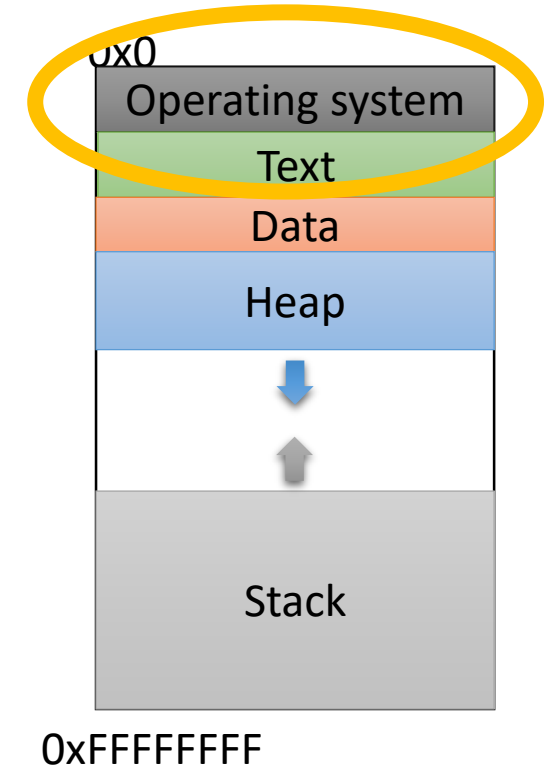 0x0
Operating system
Text
Data
Heap
Stack
0xFFFFFFFF